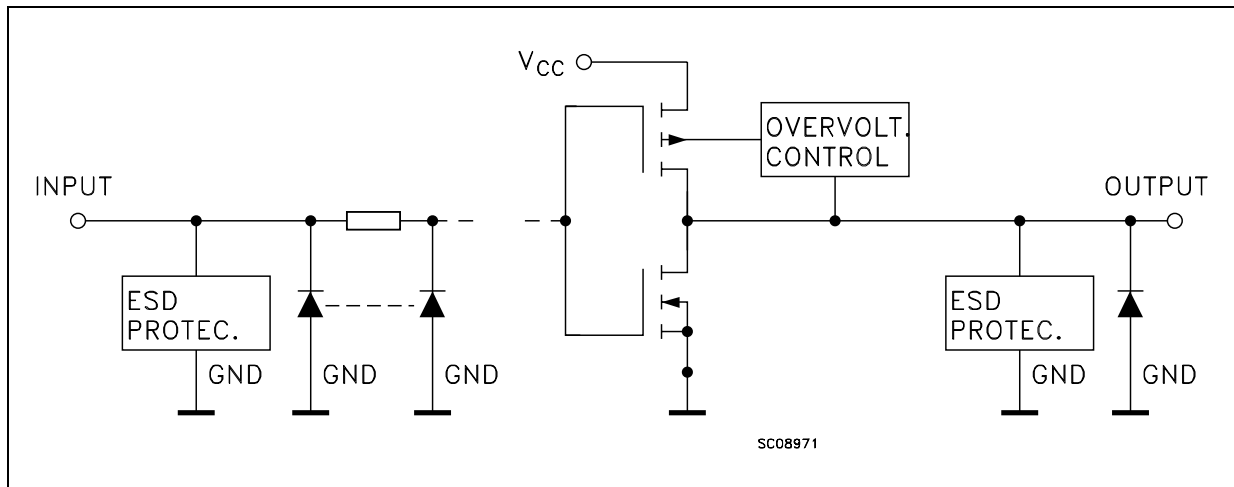 VCC
OVERVOLT.
CONTROL
INPUT
OUTPUT
ESD
PROTEC.
ESD
PROTEC.
GND
GND
GND
GND
GND
SC08971